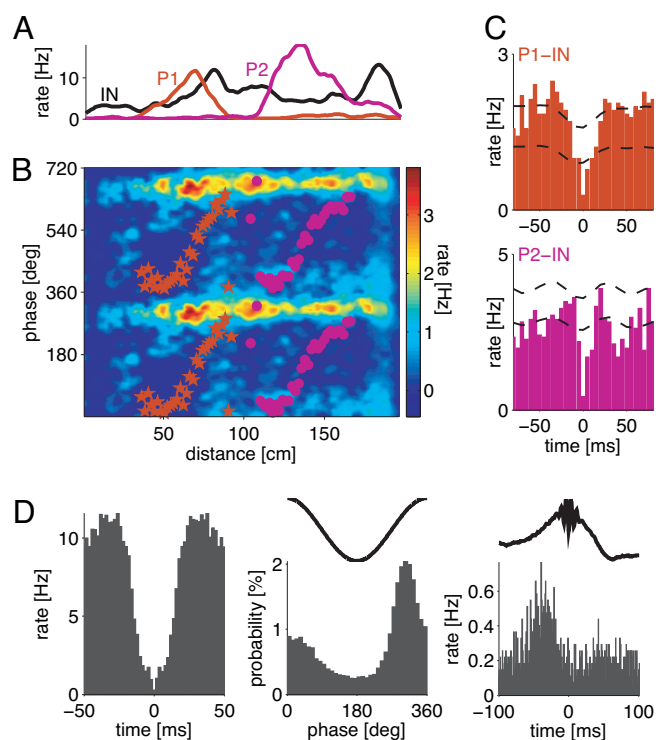 A
C
rate [Hz]
10
0
IN
P1
P2
P1−IN
rate [Hz]
3
0
−50
0
50
B
phase [deg]
720
540
360
180
50
100
150
distance [cm]
3
2
1
0
rate [Hz]
P2−IN
rate [Hz]
5
0
−50
0
50
time [ms]
D
rate [Hz]
10
5
0
−50
0
50
time [ms]
probability [%]
2
1
0
0
180
360
phase [deg]
rate [Hz]
0.6
0.4
0.2
0
−100
0
100
time [ms]